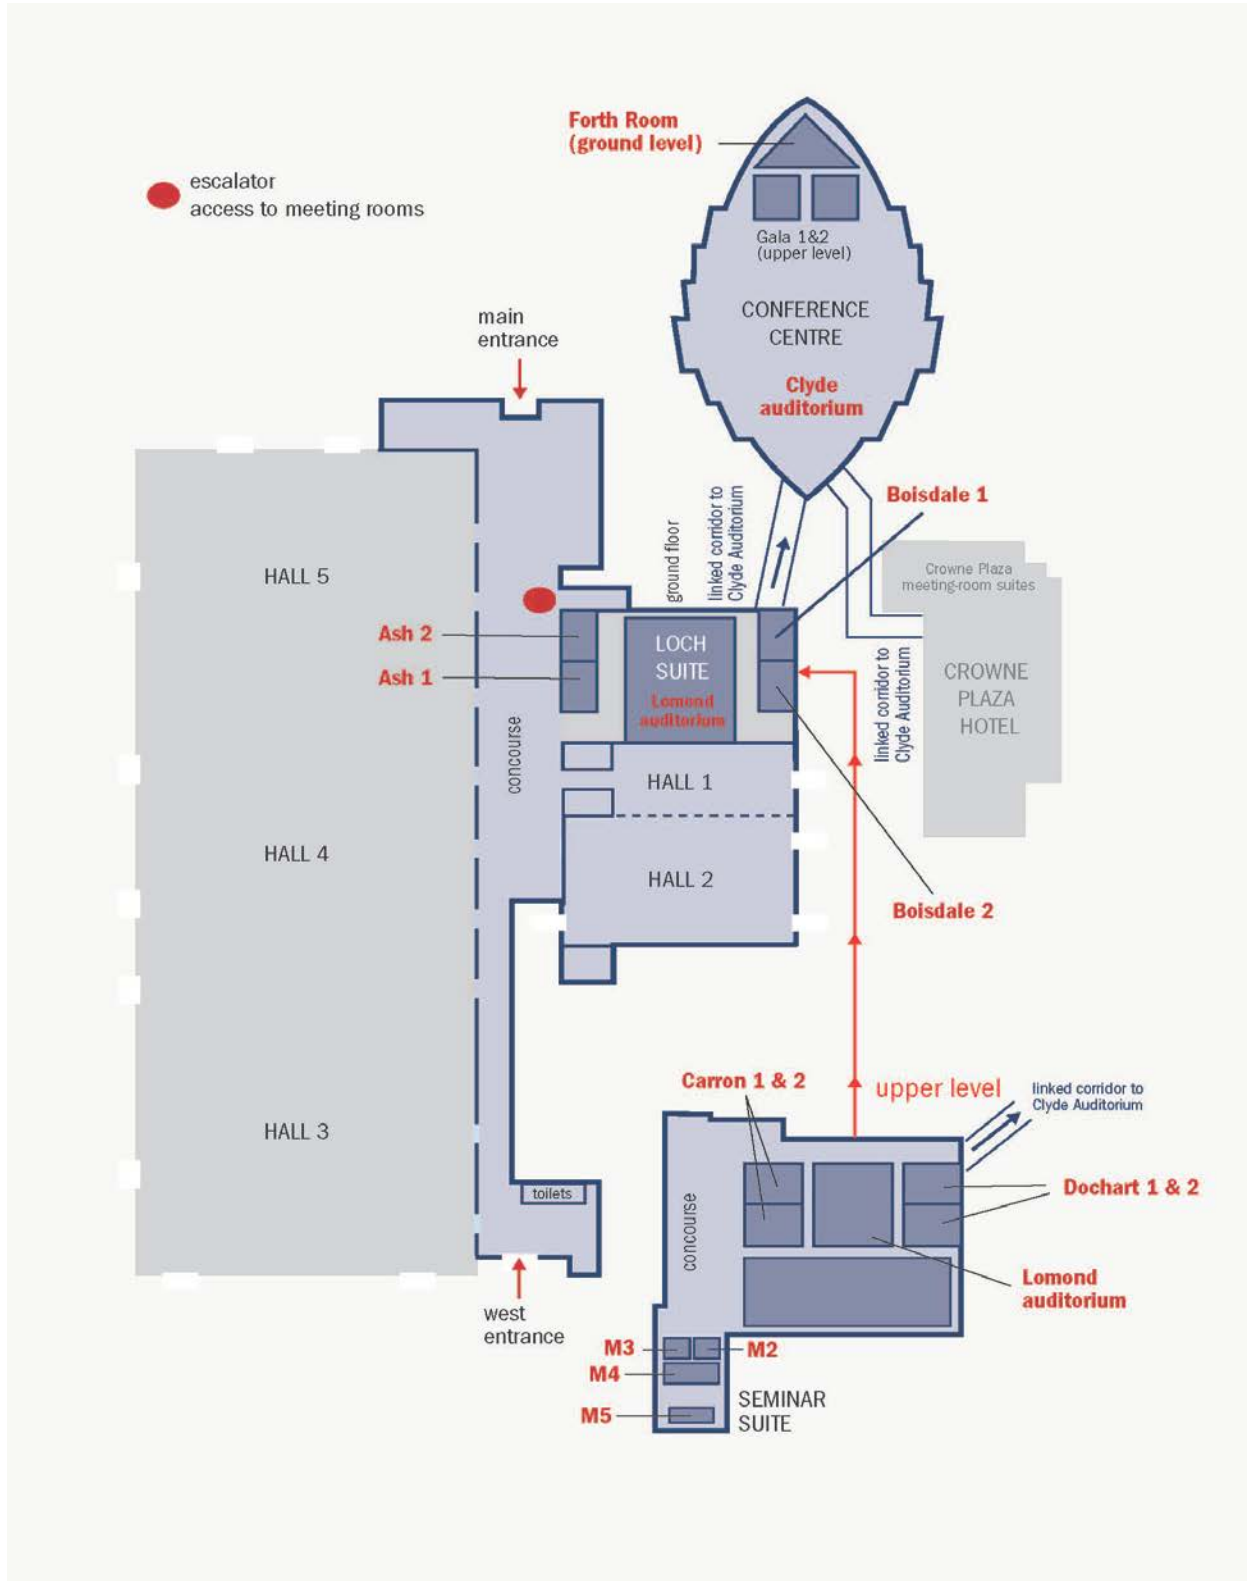 Forth Room
(ground level)
escalator
access to meeting rooms
Gala 1&2
(upper level)
CONFERENCE
CENTRE
main
entrance
Clyde
auditorium
Boisdale 1
linked corridor to
Clyde Auditorium
ground floor
Crowne Plaza
meeting-room suites
HALL 5
Ash 2
Ash 1
LOCH
SUITE
Lomond
auditorium
linked corridor to
Clyde Auditorium
CROWNE
PLAZA
HOTEL
concourse
HALL 1
HALL 4
HALL 2
Boisdale 2
Carron 1 & 2
upper level
linked corridor to
Clyde Auditorium
HALL 3
toilets
Dochart 1 & 2
concourse
Lomond
auditorium
west
entrance
M3
M2
M4
M5
SEMINAR
SUITE